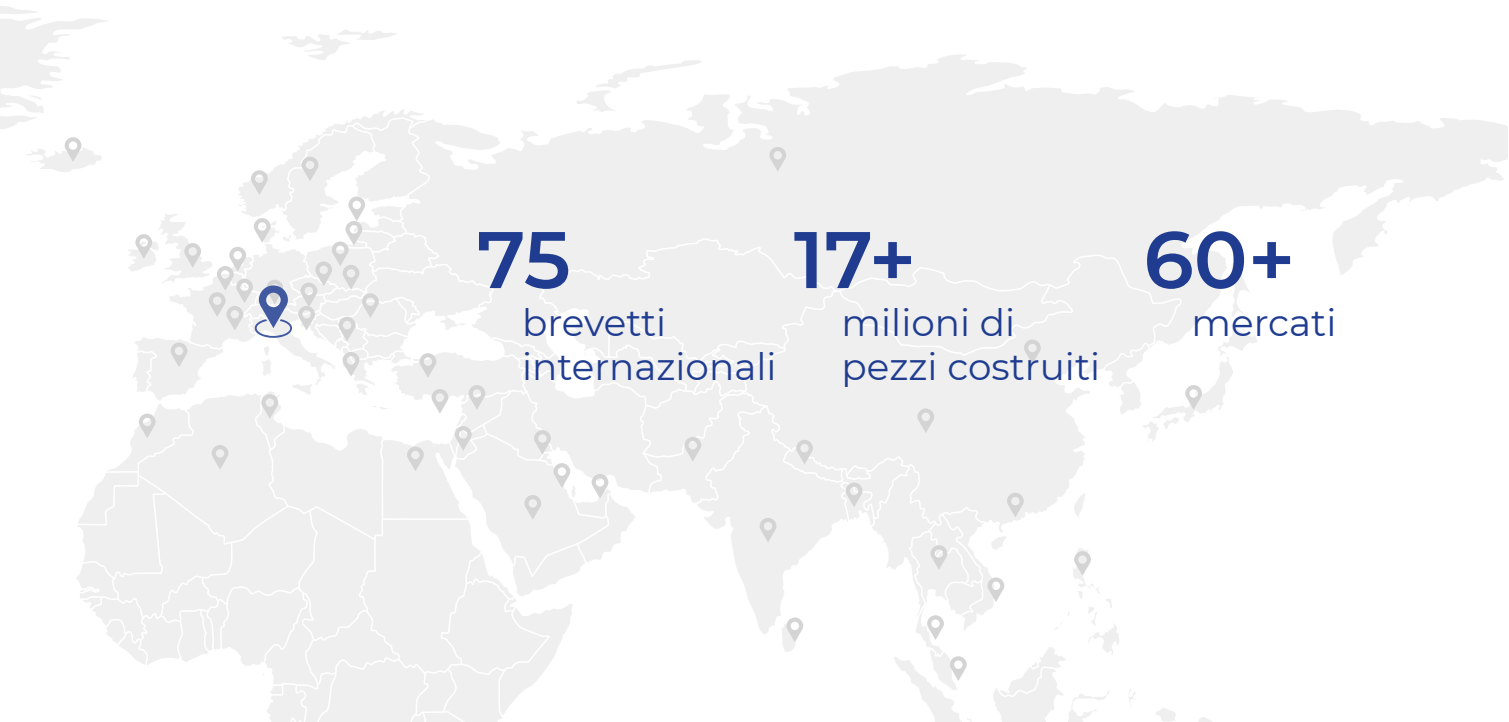 75
brevetti
internazionali
17+
milioni di
pezzi costruiti
60+
mercati